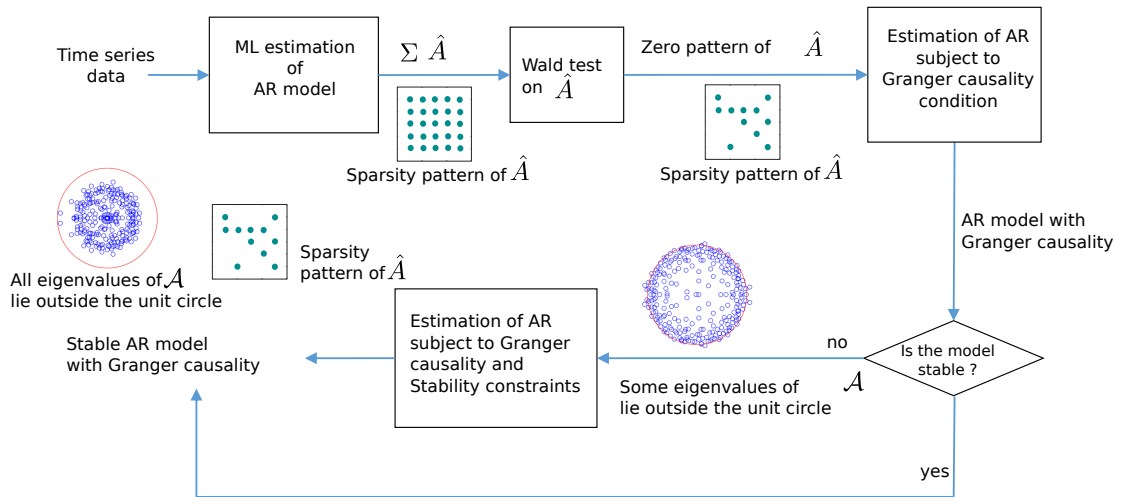 Time series
data
ML estimation
of
AR model
Σ Â
Sparsity pattern of Â
Wald test
on Â
Zero pattern of Â
Sparsity pattern of Â
Estimation of AR
subject to
Granger causality
condition
AR model with
Granger causality
Is the model
stable ?
no
𝒜
Some eigenvalues of
lie outside the unit circle
yes
Estimation of AR
subject to Granger
causality and
Stability constraints
Sparsity
pattern of Â
All eigenvalues of 𝒜
lie outside the unit circle
Stable AR model
with Granger causality